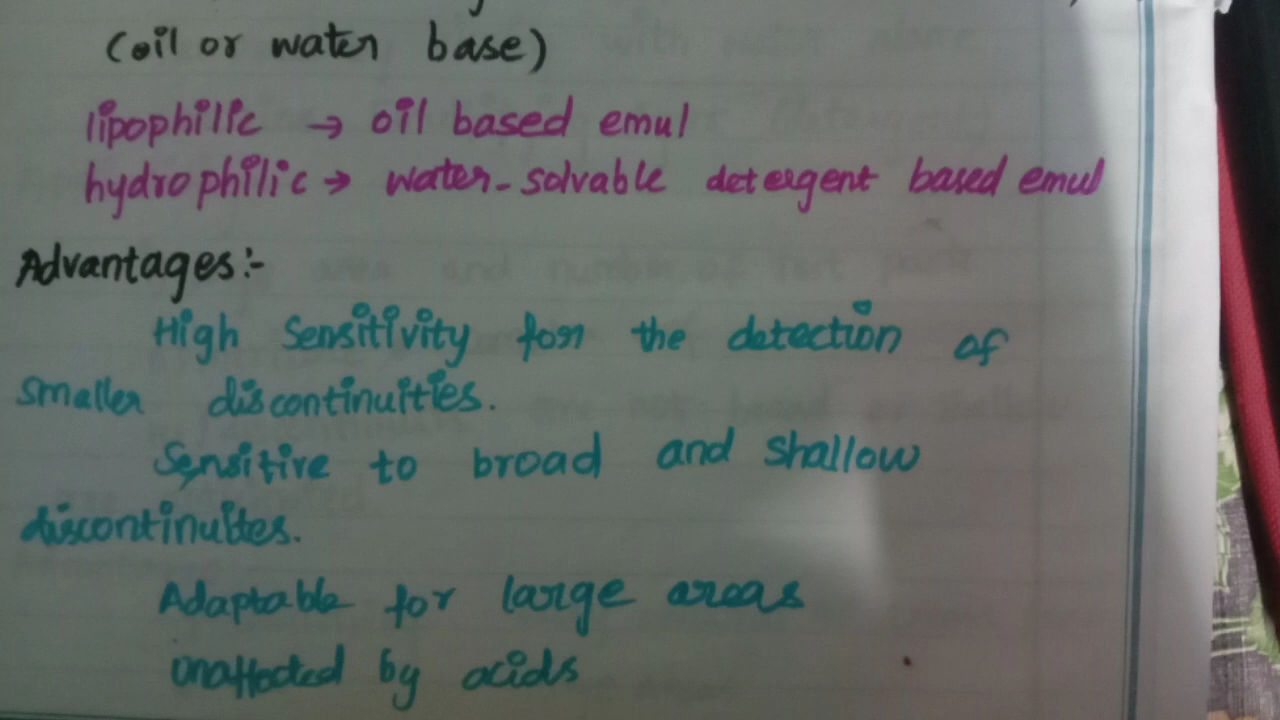 (oil or water base)
lipophilic → oil based emul
hydrophilic → water-solvable detergent based emul
Advantages:-
High Sensitivity for the detection of
smaller discontinuities.
Sensitive to broad and shallow
discontinuites.
Adaptable for large areas
unaffected by acids